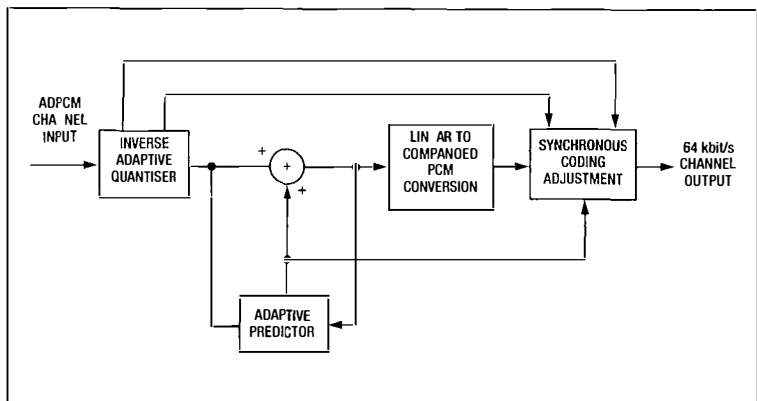 ADPCM
CHA NEL
INPUT
INVERSE
ADAPTIVE
QUANTISER
+
+
+
LIN AR TO
COMPANOED
PCM
CONVERSION
SYNCHRONOUS
CODING
ADJUSTMENT
64 kbit/s
CHANNEL
OUTPUT
ADAPTIVE
PREDICTOR